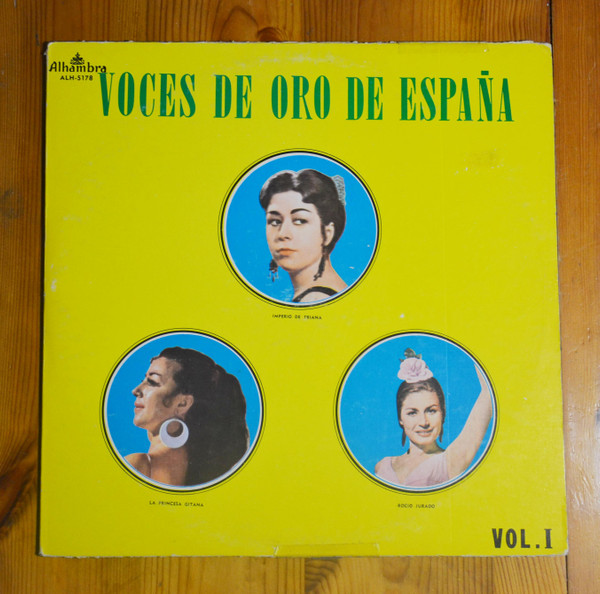 Alhambra
ALH-5178
VOCES DE ORO DE ESPAÑA
IMPERIO DE TRIANA
LA PRINCESA GITANA
ROCIO JURADO
VOL. I